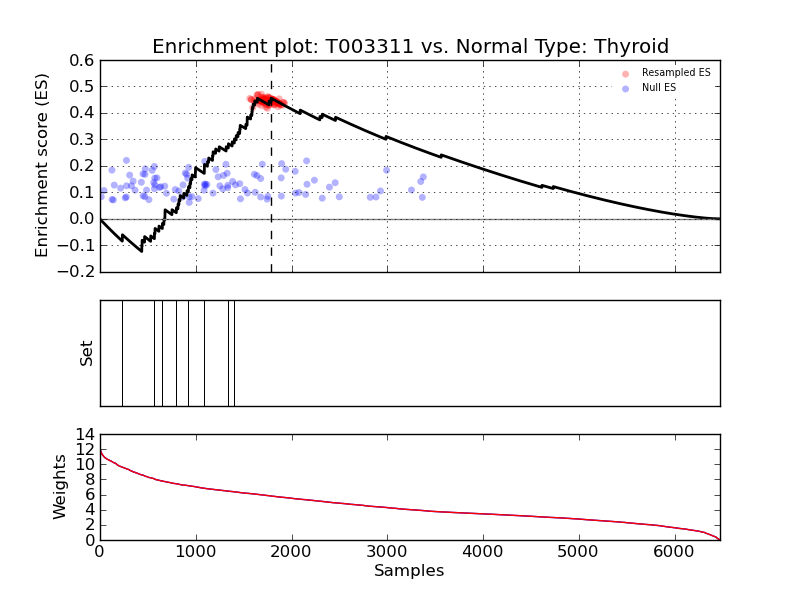 Enrichment plot: T003311 vs. Normal Type: Thyroid
Enrichment score (ES)
0.6
0.5
0.4
0.3
0.2
0.1
0.0
−0.1
−0.2
Resampled ES
Null ES
Set
Weights
14
12
10
8
6
4
2
0
0 1000 2000 3000 4000 5000 6000
Samples